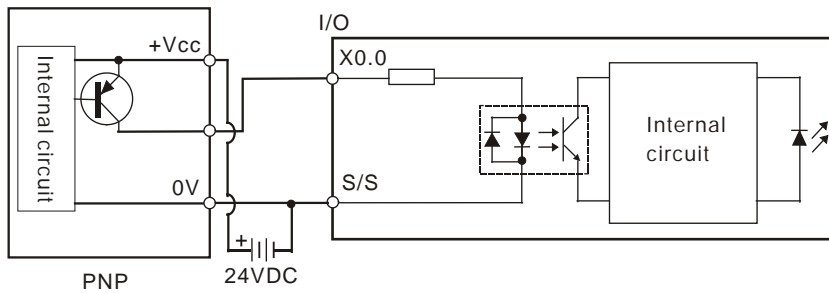 I/O
+Vcc
X0.0
Internal circuit
Internal
circuit
0V
S/S
+
24VDC
PNP